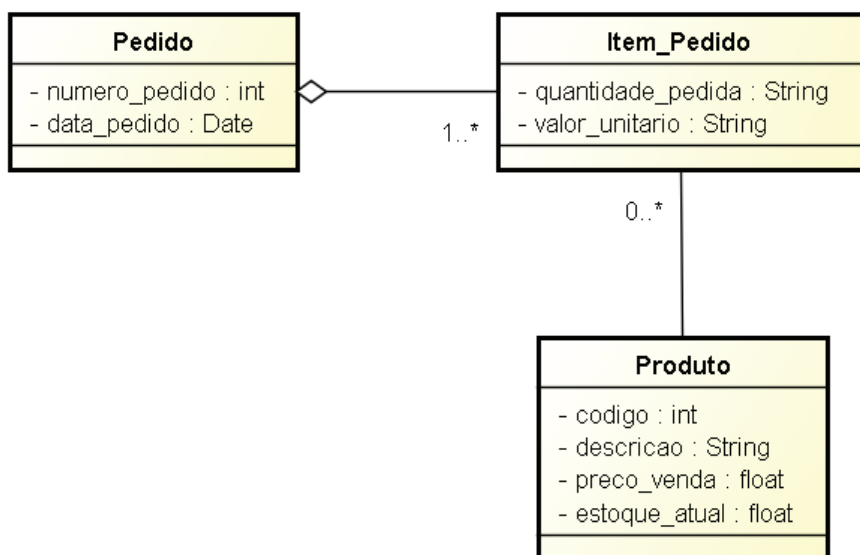 Pedido
- numero_pedido : int
- data_pedido : Date
1..*
Item_Pedido
- quantidade_pedida : String
- valor_unitario : String
0..*
Produto
- codigo : int
- descricao : String
- preco_venda : float
- estoque_atual : float